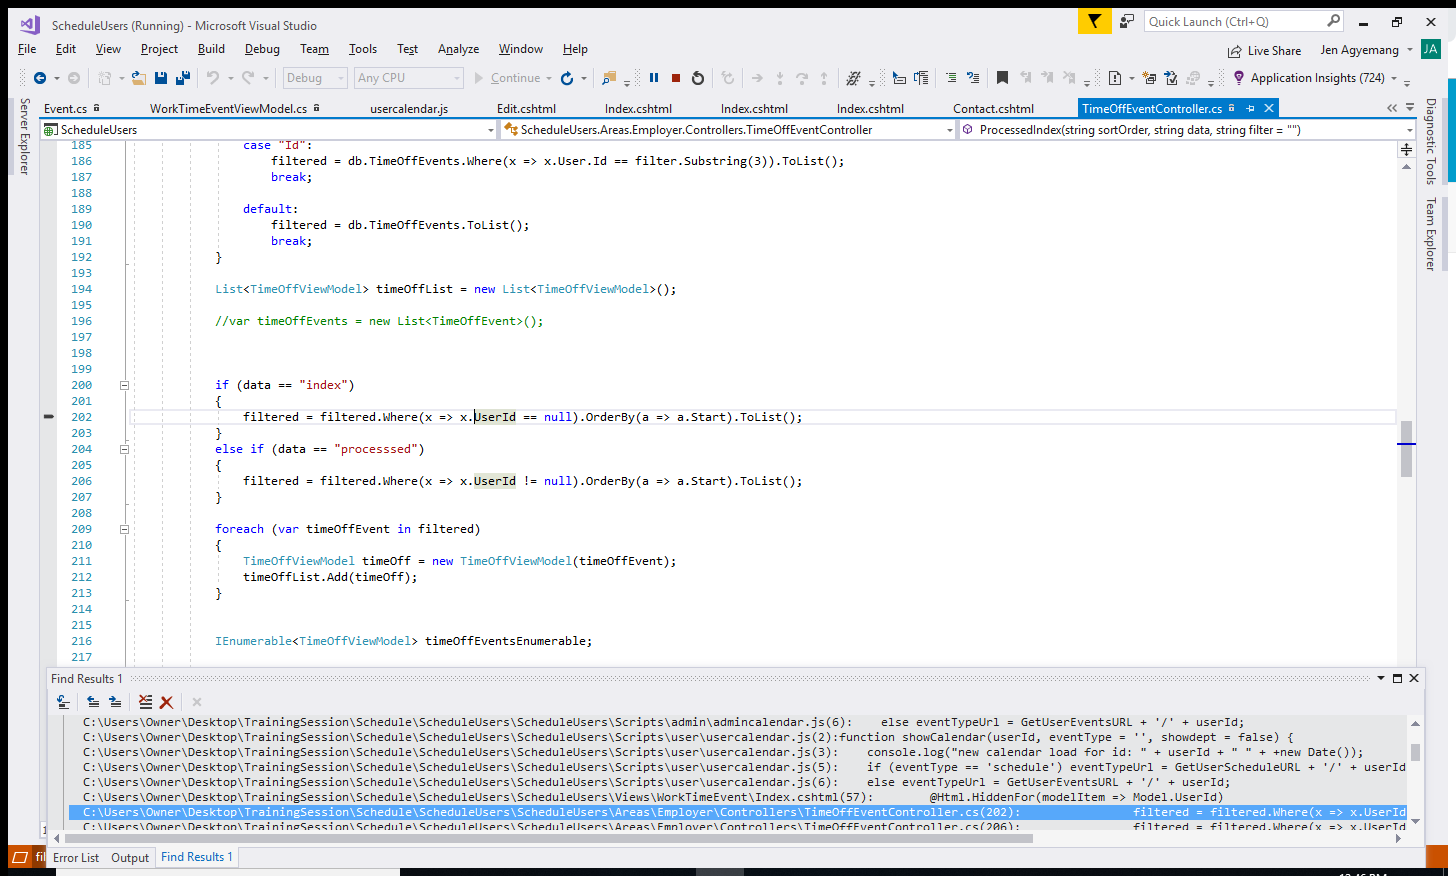 ScheduleUsers (Running) - Microsoft Visual Studio
Quick Launch (Ctrl+Q)
File Edit View Project Build Debug Team Tools Test Analyze Window Help
Live Share Jen Agyemang JA
Debug Any CPU Continue Application Insights (724)
Server Explorer
Event.cs WorkTimeEventViewModel.cs usercalendar.js Edit.cshtml Index.cshtml Index.cshtml Index.cshtml Contact.cshtml TimeOffEventController.cs
Diagnostic Tools
Team Explorer
ScheduleUsers ScheduleUsers.Areas.Employer.Controllers.TimeOffEventController ProcessedIndex(string sortOrder, string data, string filter = "")
185 case "Id":
186 filtered = db.TimeOffEvents.Where(x => x.User.Id == filter.Substring(3)).ToList();
187 break;
188
189 default:
190 filtered = db.TimeOffEvents.ToList();
191 break;
192 }
193
194 List<TimeOffViewModel> timeOffList = new List<TimeOffViewModel>();
195
196 //var timeOffEvents = new List<TimeOffEvent>();
197
198
199
200 if (data == "index")
201 {
202 filtered = filtered.Where(x => x.UserId == null).OrderBy(a => a.Start).ToList();
203 }
204 else if (data == "processsed")
205 {
206 filtered = filtered.Where(x => x.UserId != null).OrderBy(a => a.Start).ToList();
207 }
208
209 foreach (var timeOffEvent in filtered)
210 {
211 TimeOffViewModel timeOff = new TimeOffViewModel(timeOffEvent);
212 timeOffList.Add(timeOff);
213 }
214
215
216 IEnumerable<TimeOffViewModel> timeOffEventsEnumerable;
217
Find Results 1
C:\Users\Owner\Desktop\TrainingSession\Schedule\ScheduleUsers\ScheduleUsers\Scripts\admin\admincalendar.js(6): else eventTypeUrl = GetUserEventsURL + '/' + userId;
C:\Users\Owner\Desktop\TrainingSession\Schedule\ScheduleUsers\ScheduleUsers\Scripts\user\usercalendar.js(2):function showCalendar(userId, eventType = '', showdept = false) {
C:\Users\Owner\Desktop\TrainingSession\Schedule\ScheduleUsers\ScheduleUsers\Scripts\user\usercalendar.js(3): console.log("new calendar load for id: " + userId + " " + +new Date());
C:\Users\Owner\Desktop\TrainingSession\Schedule\ScheduleUsers\ScheduleUsers\Scripts\user\usercalendar.js(5): if (eventType == 'schedule') eventTypeUrl = GetUserScheduleURL + '/' + userId
C:\Users\Owner\Desktop\TrainingSession\Schedule\ScheduleUsers\ScheduleUsers\Scripts\user\usercalendar.js(6): else eventTypeUrl = GetUserEventsURL + '/' + userId;
C:\Users\Owner\Desktop\TrainingSession\Schedule\ScheduleUsers\ScheduleUsers\Views\WorkTimeEvent\Index.cshtml(57): @Html.HiddenFor(modelItem => Model.UserId)
C:\Users\Owner\Desktop\TrainingSession\Schedule\ScheduleUsers\ScheduleUsers\Areas\Employer\Controllers\TimeOffEventController.cs(202): filtered = filtered.Where(x => x.UserId
C:\Users\Owner\Desktop\TrainingSession\Schedule\ScheduleUsers\ScheduleUsers\Areas\Employer\Controllers\TimeOffEventController.cs(206): filtered = filtered.Where(x => x.UserId
Error List Output Find Results 1